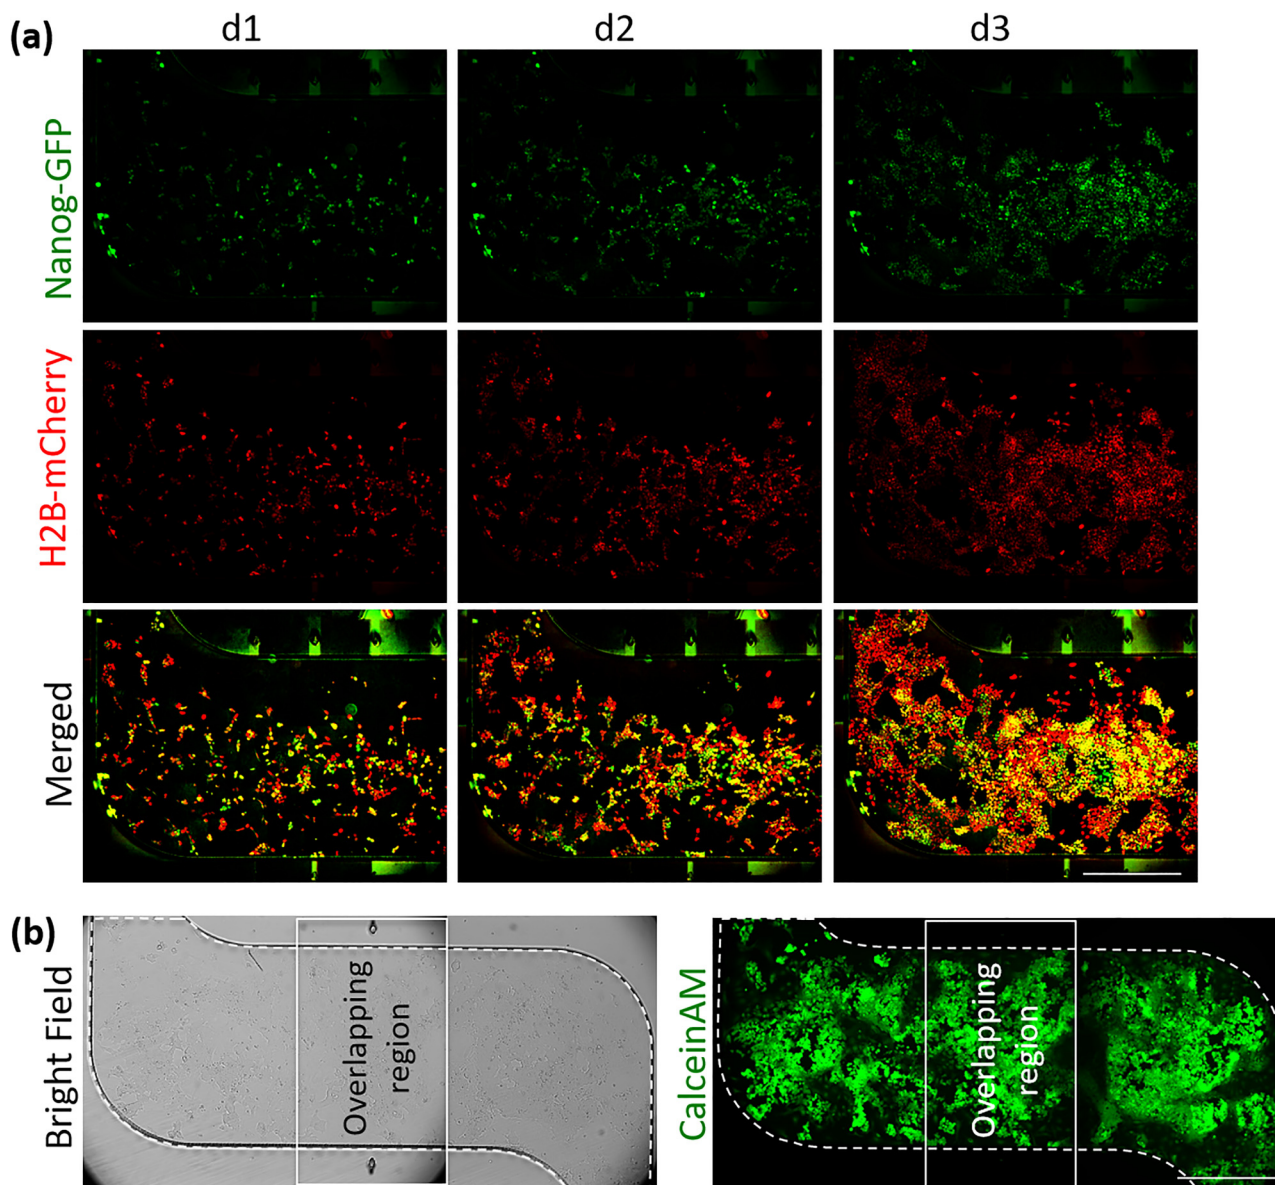 (a)
d1
d2
d3
Nanog-GFP
H2B-mCherry
Merged
(b)
Bright Field
Overlapping
region
CalceinAM
Overlapping
region